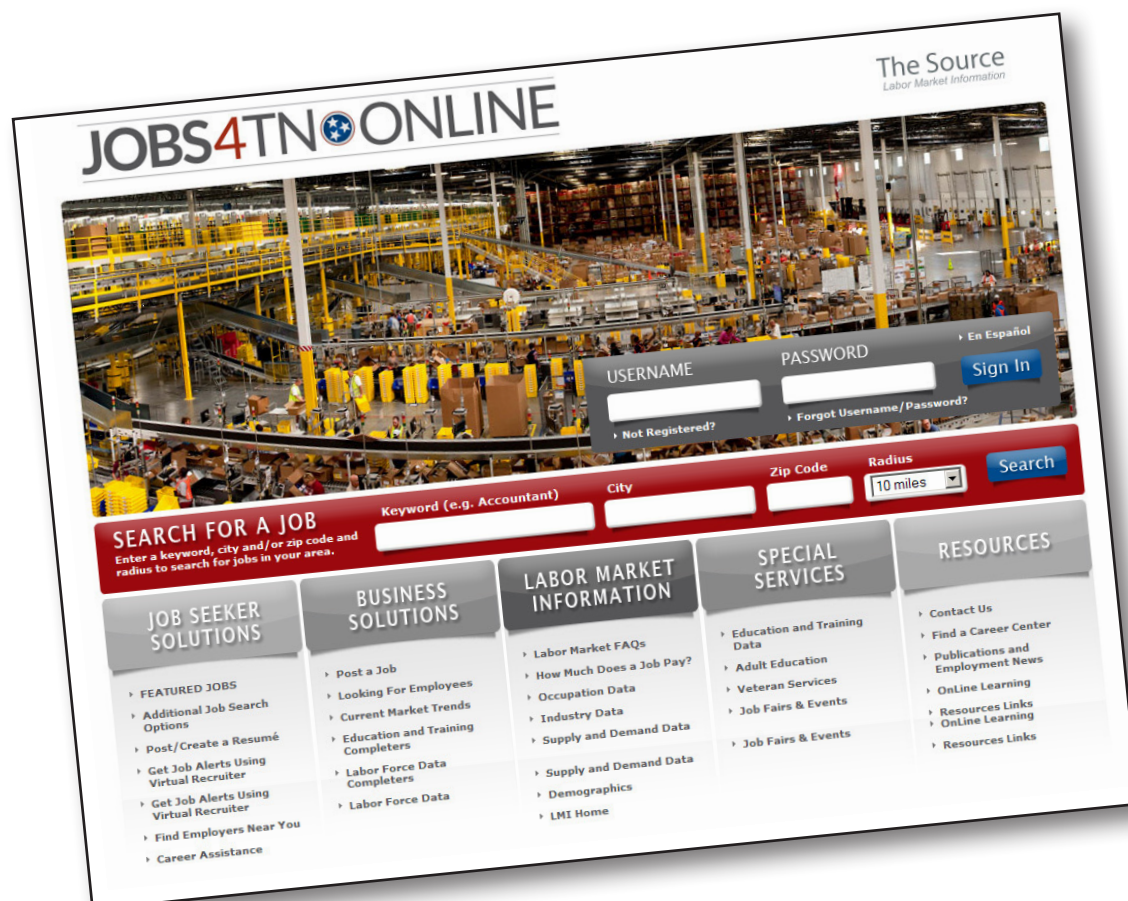 JOBS4TN ONLINE
The Source
Labor Market Information
USERNAME
PASSWORD
En Español
Sign In
Not Registered?
Forgot Username/Password?
SEARCH FOR A JOB
Enter a keyword, city and/or zip code and
radius to search for jobs in your area.
Keyword (e.g. Accountant)
City
Zip Code
Radius
10 miles
Search
JOB SEEKER
SOLUTIONS
FEATURED JOBS
Additional Job Search
Options
Post/Create a Resumé
Get Job Alerts Using
Virtual Recruiter
Get Job Alerts Using
Virtual Recruiter
Find Employers Near You
Career Assistance
BUSINESS
SOLUTIONS
Post a Job
Looking For Employees
Current Market Trends
Education and Training
Completers
Labor Force Data
Completers
Labor Force Data
LABOR MARKET
INFORMATION
Labor Market FAQs
How Much Does a Job Pay?
Occupation Data
Industry Data
Supply and Demand Data
Supply and Demand Data
Demographics
LMI Home
SPECIAL
SERVICES
Education and Training
Data
Adult Education
Veteran Services
Job Fairs & Events
Job Fairs & Events
RESOURCES
Contact Us
Find a Career Center
Publications and
Employment News
OnLine Learning
Resources Links
OnLine Learning
Resources Links